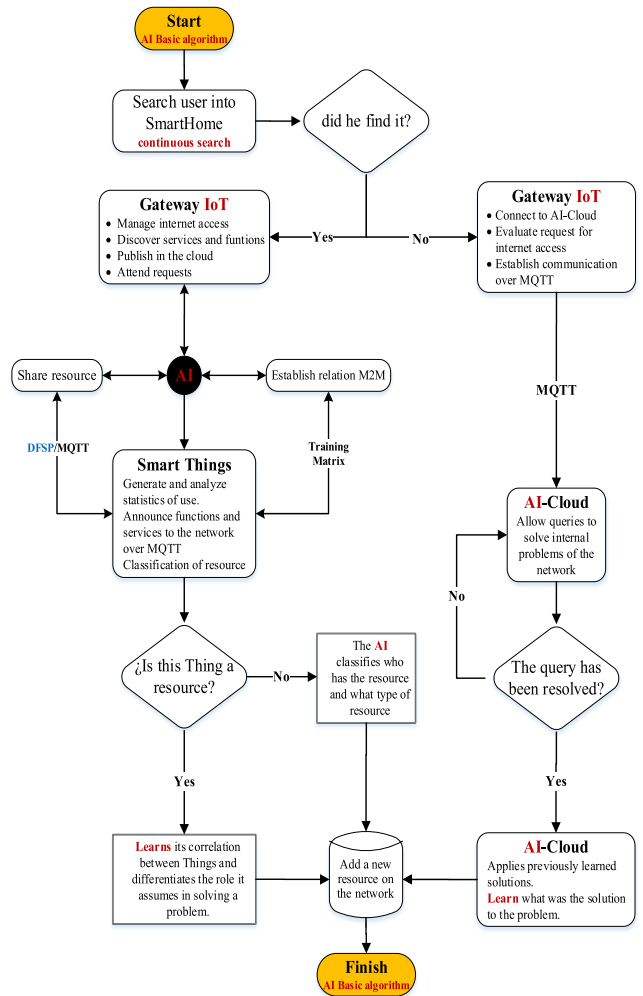 Start
AI Basic algorithm
Search user into
SmartHome
continuous search
did he find it?
Gateway IoT
• Manage internet access
• Discover services and funtions
• Publish in the cloud
• Attend requests
Yes
No
Gateway IoT
• Connect to AI-Cloud
• Evaluate request for
internet access
• Establish communication
over MQTT
Share resource
AI
Establish relation M2M
MQTT
DFSP/MQTT
Training
Matrix
Smart Things
Generate and analyze
statistics of use.
Announce functions and
services to the network
over MQTT
Classification of resource
AI-Cloud
Allow queries to
solve internal
problems of the
network
No
¿Is this Thing a
resource?
No
The AI
classifies who
has the resource
and what type of
resource
The query has
been resolved?
Yes
Yes
Learns its correlation
between Things and
differentiates the role it
assumes in solving a
problem.
Add a new
resource on
the network
AI-Cloud
Applies previously learned
solutions.
Learn what was the solution
to the problem.
Finish
AI Basic algorithm